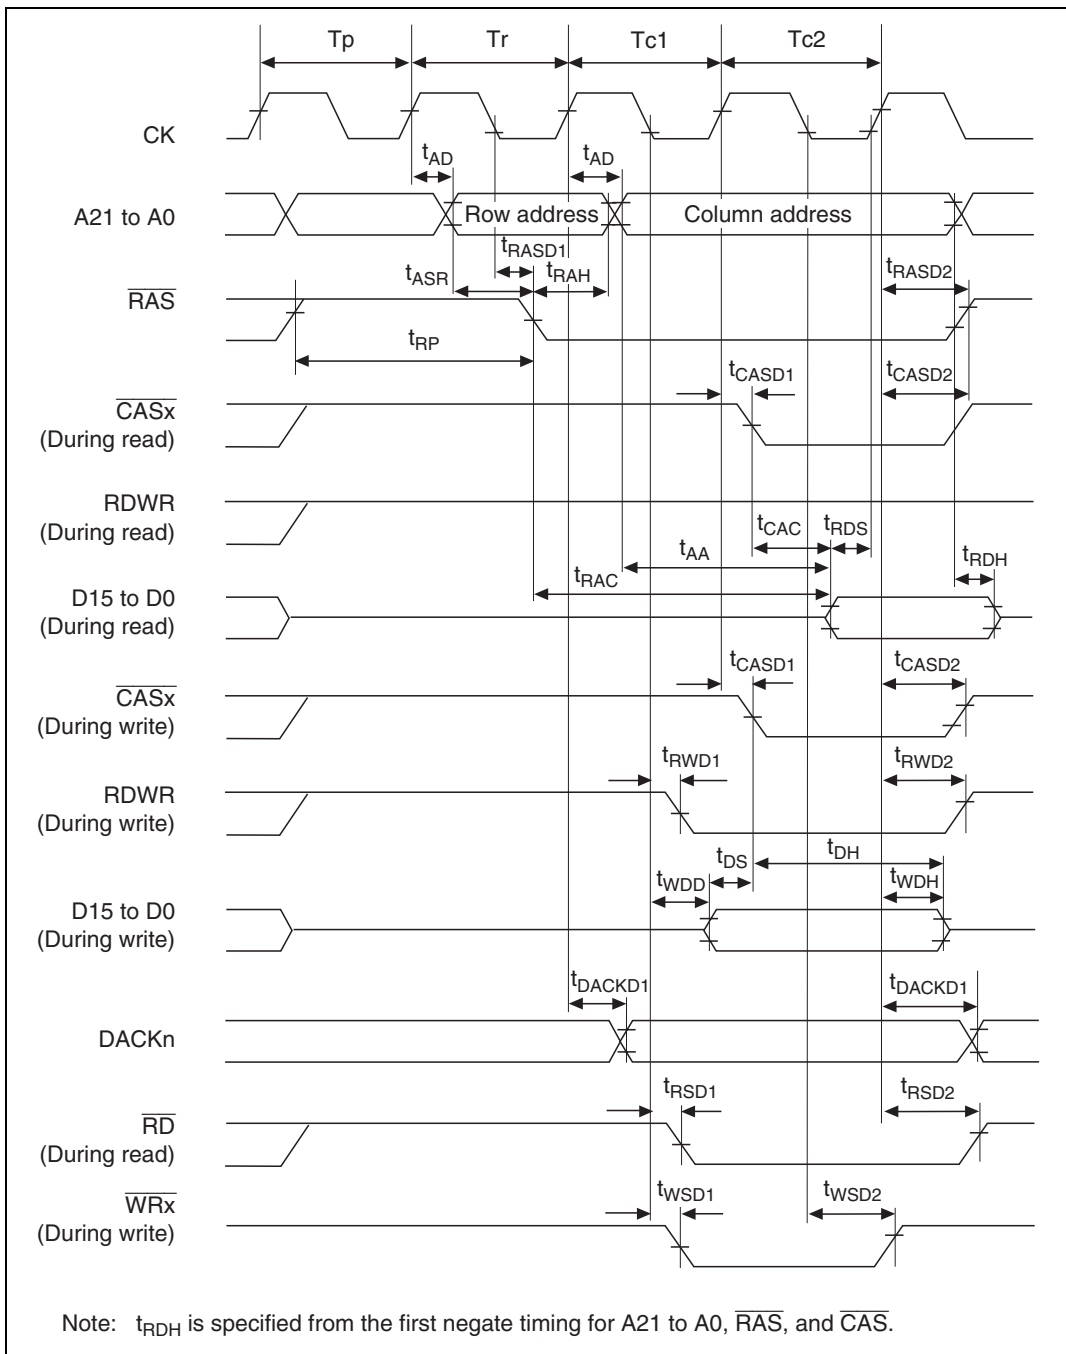 Tp Tr Tc1 Tc2
CK
tAD tAD
A21 to A0 Row address Column address
tRASD1
tASR tRAH tRASD2
RAS
tRP
tCASD1 tCASD2
CASx
(During read)
RDWR
(During read)
tCAC tRDS
tAA tRDH
tRAC
D15 to D0
(During read)
tCASD1 tCASD2
CASx
(During write)
tRWD1 tRWD2
RDWR
(During write)
tDS tDH
tWDD tWDH
D15 to D0
(During write)
tDACKD1 tDACKD1
DACKn
tRSD1 tRSD2
RD
(During read)
tWSD1 tWSD2
WRx
(During write)
Note: tRDH is specified from the first negate timing for A21 to A0, RAS, and CAS.